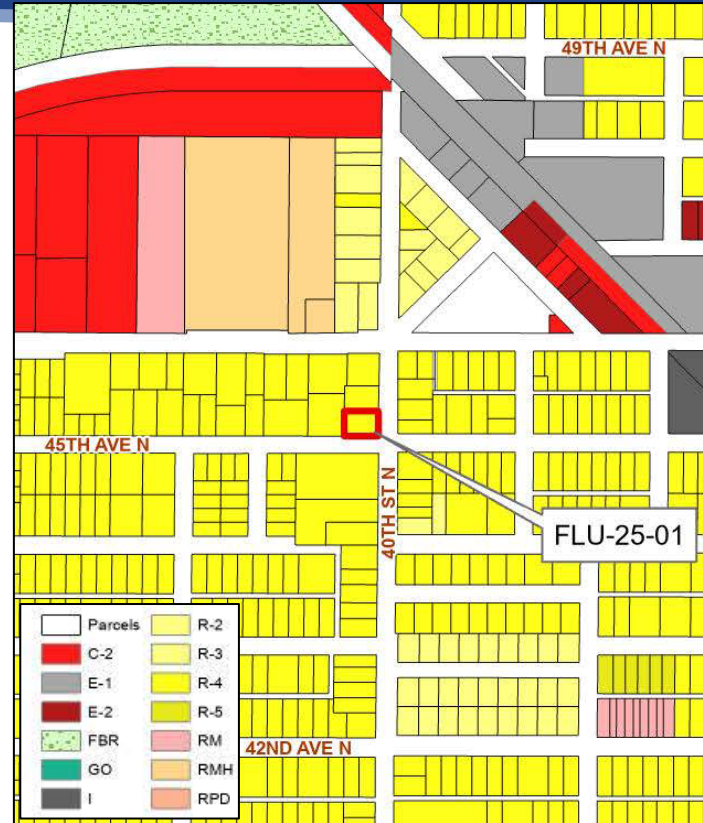 49TH AVE N
45TH AVE N
40TH ST N
FLU-25-01
Parcels
C-2
E-1
E-2
FBR
GO
I
R-2
R-3
R-4
R-5
RM
RMH
RPD
42ND AVE N